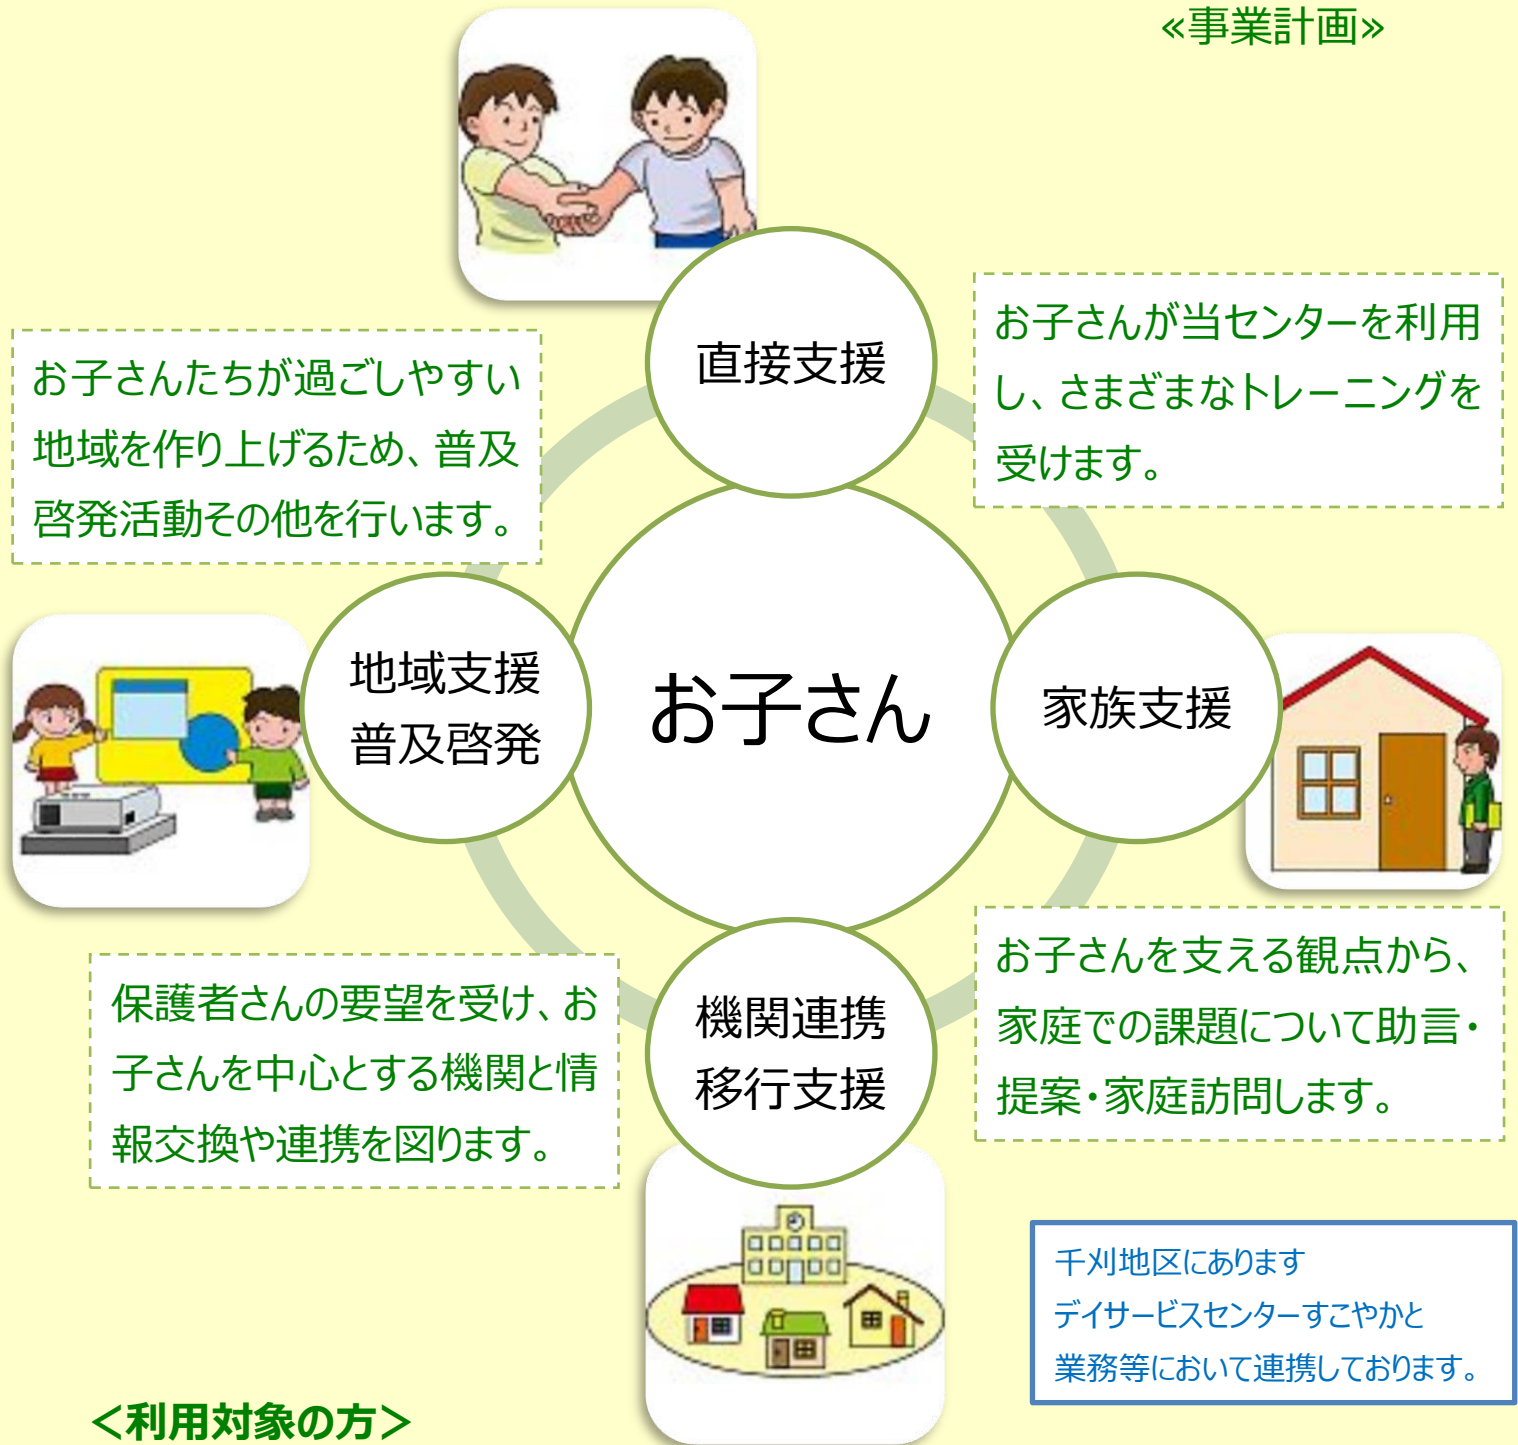 «事業計画»
直接支援
お子さんが当センターを利用
し、さまざまなトレーニングを
受けます。
お子さんたちが過ごしやすい
地域を作り上げるため、普及
啓発活動その他を行います。
地域支援
普及啓発
お子さん
家族支援
お子さんを支える観点から、
家庭での課題について助言・
提案・家庭訪問します。
保護者さんの要望を受け、お
子さんを中心とする機関と情
報交換や連携を図ります。
機関連携
移行支援
千刈地区にあります
デイサービスセンターすこやかと
業務等において連携しております。
＜利用対象の方＞